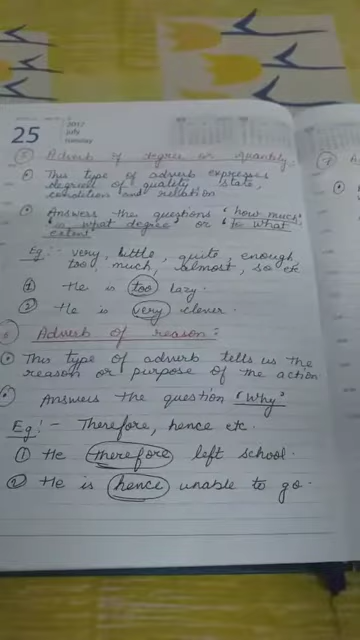 25
2017
July
tuesday
5 Adverb of degree or quantity.
This type of adverb expresses
degree of quality, state,
condition and relation
Answers the questions 'how much'
'in what degree' or 'to what
extent'
Eg:- very, little, quite, enough,
too, much, almost, so etc
1 He is too lazy.
2 He is very clever.
Adverb of reason:
This type of adverb tells us the
reason or purpose of the action
Answers the question 'Why'
Eg:- Therefore, hence etc.
1 He therefore left school.
2 He is hence unable to go.